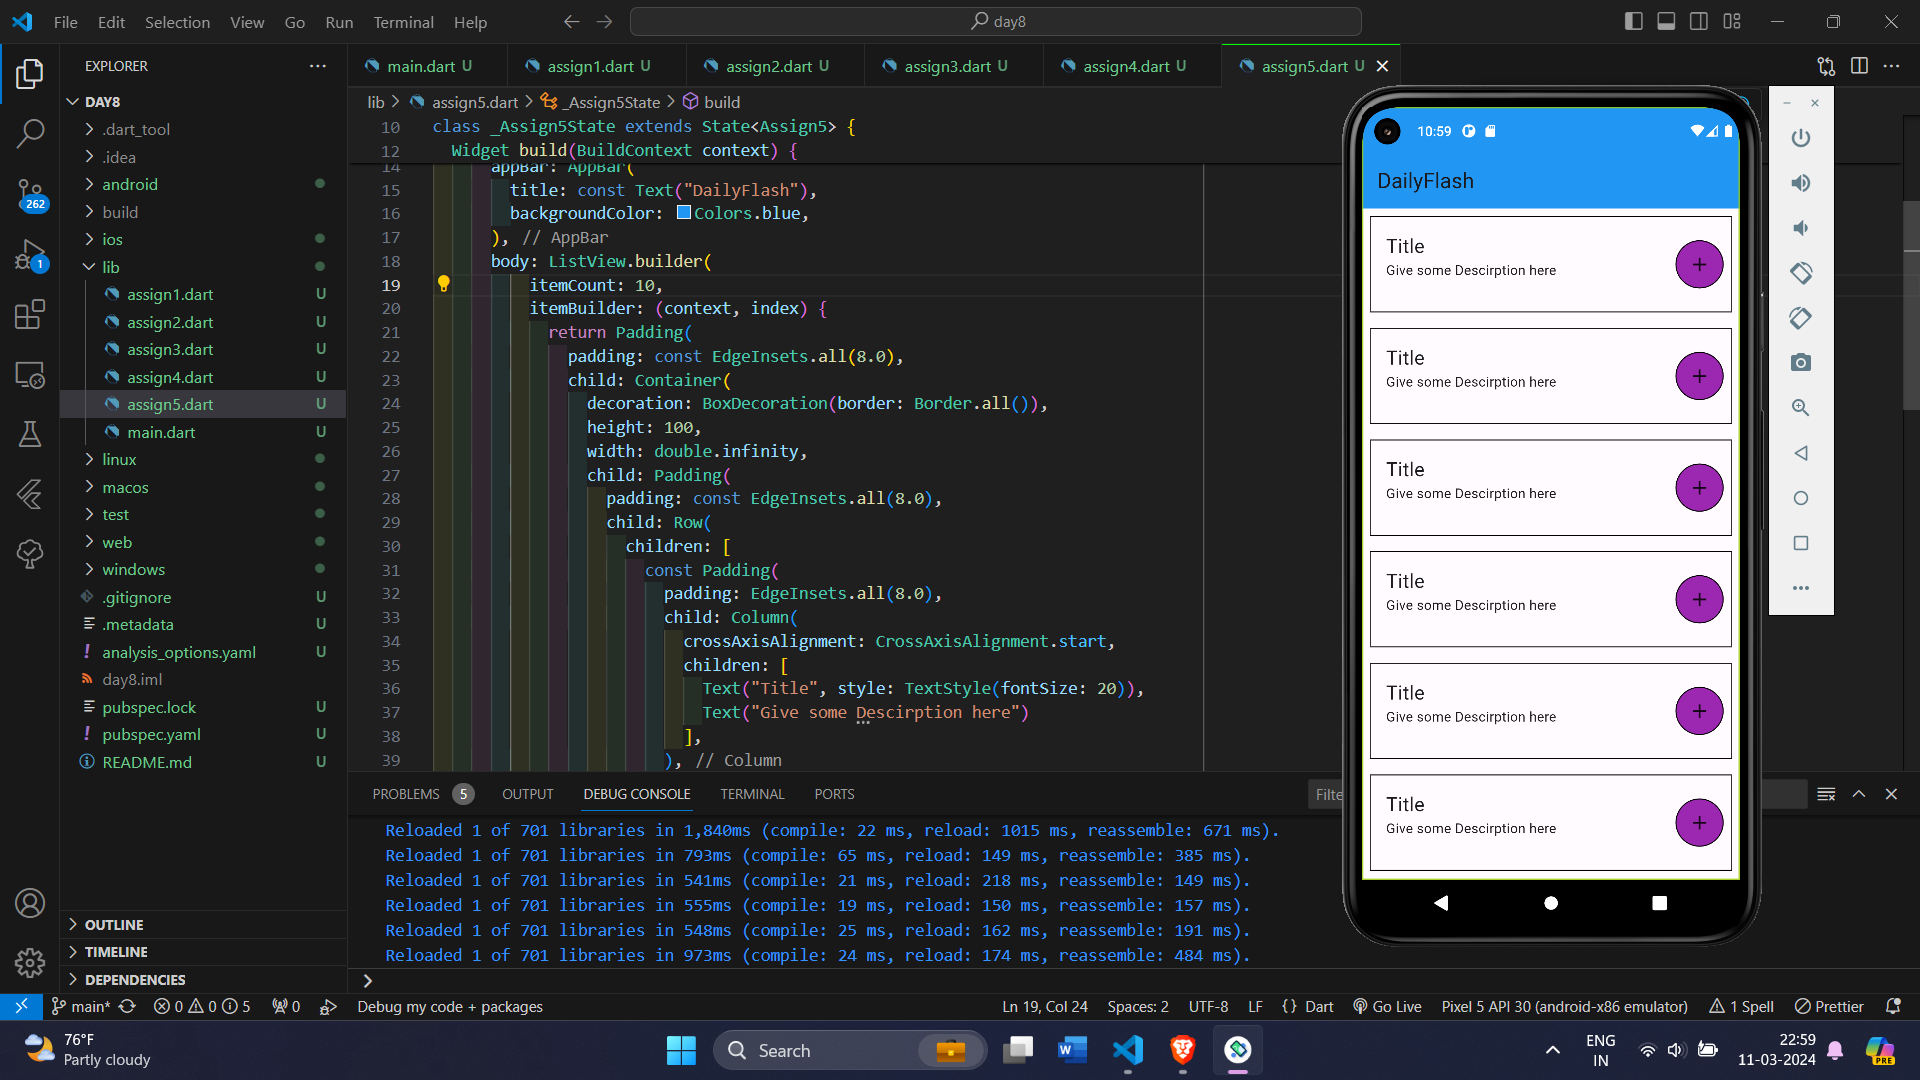 File Edit Selection View Go Run Terminal Help
day8
EXPLORER
main.dart U
assign1.dart U
assign2.dart U
assign3.dart U
assign4.dart U
assign5.dart U
DAY8
.dart_tool
.idea
android
build
ios
lib
assign1.dart U
assign2.dart U
assign3.dart U
assign4.dart U
assign5.dart U
main.dart U
linux
macos
test
web
windows
.gitignore U
.metadata U
analysis_options.yaml U
day8.iml
pubspec.lock U
pubspec.yaml U
README.md U
OUTLINE
TIMELINE
DEPENDENCIES
262
1
lib > assign5.dart > _Assign5State > build
10 class _Assign5State extends State<Assign5> {
12 Widget build(BuildContext context) {
14 appBar: AppBar(
15 title: const Text("DailyFlash"),
16 backgroundColor: Colors.blue,
17 ), // AppBar
18 body: ListView.builder(
19 itemCount: 10,
20 itemBuilder: (context, index) {
21 return Padding(
22 padding: const EdgeInsets.all(8.0),
23 child: Container(
24 decoration: BoxDecoration(border: Border.all()),
25 height: 100,
26 width: double.infinity,
27 child: Padding(
28 padding: const EdgeInsets.all(8.0),
29 child: Row(
30 children: [
31 const Padding(
32 padding: EdgeInsets.all(8.0),
33 child: Column(
34 crossAxisAlignment: CrossAxisAlignment.start,
35 children: [
36 Text("Title", style: TextStyle(fontSize: 20)),
37 Text("Give some Descirption here")
38 ],
39 ), // Column
PROBLEMS 5 OUTPUT DEBUG CONSOLE TERMINAL PORTS
Filte
Reloaded 1 of 701 libraries in 1,840ms (compile: 22 ms, reload: 1015 ms, reassemble: 671 ms).
Reloaded 1 of 701 libraries in 793ms (compile: 65 ms, reload: 149 ms, reassemble: 385 ms).
Reloaded 1 of 701 libraries in 541ms (compile: 21 ms, reload: 218 ms, reassemble: 149 ms).
Reloaded 1 of 701 libraries in 555ms (compile: 19 ms, reload: 150 ms, reassemble: 157 ms).
Reloaded 1 of 701 libraries in 548ms (compile: 25 ms, reload: 162 ms, reassemble: 191 ms).
Reloaded 1 of 701 libraries in 973ms (compile: 24 ms, reload: 174 ms, reassemble: 484 ms).
10:59
DailyFlash
Title
Give some Descirption here
Title
Give some Descirption here
Title
Give some Descirption here
Title
Give some Descirption here
Title
Give some Descirption here
Title
Give some Descirption here
main* 0 0 5 0 Debug my code + packages
Ln 19, Col 24 Spaces: 2 UTF-8 LF {} Dart Go Live Pixel 5 API 30 (android-x86 emulator) 1 Spell Prettier
76°F
Partly cloudy
Search
ENG
IN
22:59
11-03-2024
PRE